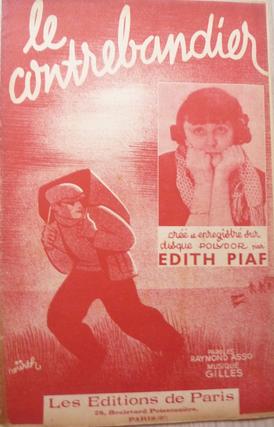 le
contrebandier
créé et enregistré sur
disque POLYDOR par
EDITH PIAF
PAROLES
RAYMOND ASSO
MUSIQUE
GILLES
Les Editions de Paris
28, Boulevard Poissonnière,
PARIS-2e